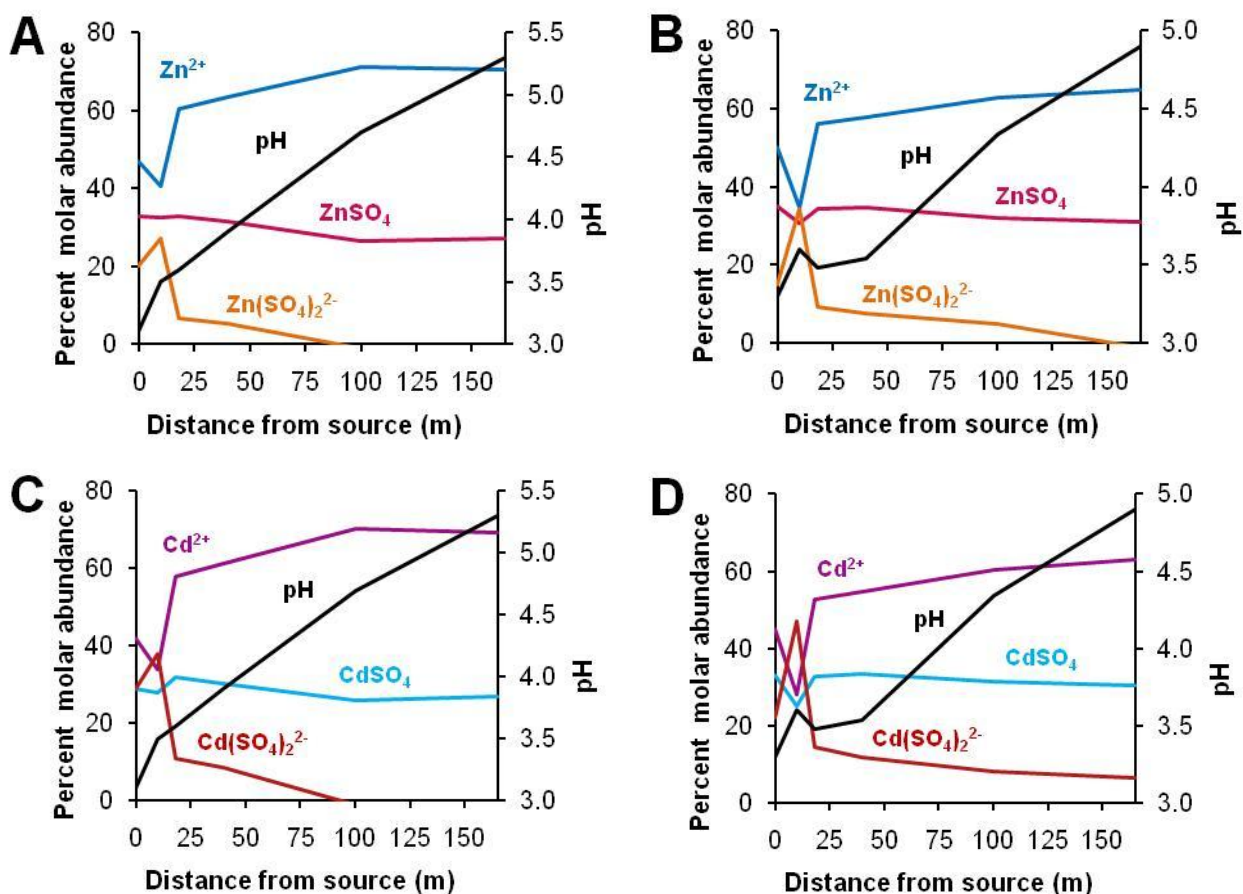 A
Percent molar abundance
80
60
40
20
0
Zn²⁺
pH
ZnSO₄
Zn(SO₄)₂²⁻
5.5
5.0
4.5
4.0
3.5
3.0
pH
0 25 50 75 100 125 150
Distance from source (m)
B
Percent molar abundance
80
60
40
20
0
Zn²⁺
pH
ZnSO₄
Zn(SO₄)₂²⁻
5.0
4.5
4.0
3.5
3.0
pH
0 25 50 75 100 125 150
Distance from source (m)
C
Percent molar abundance
80
60
40
20
0
Cd²⁺
pH
CdSO₄
Cd(SO₄)₂²⁻
5.5
5.0
4.5
4.0
3.5
3.0
pH
0 25 50 75 100 125 150
Distance from source (m)
D
Percent molar abundance
80
60
40
20
0
Cd²⁺
pH
CdSO₄
Cd(SO₄)₂²⁻
5.0
4.5
4.0
3.5
3.0
pH
0 25 50 75 100 125 150
Distance from source (m)